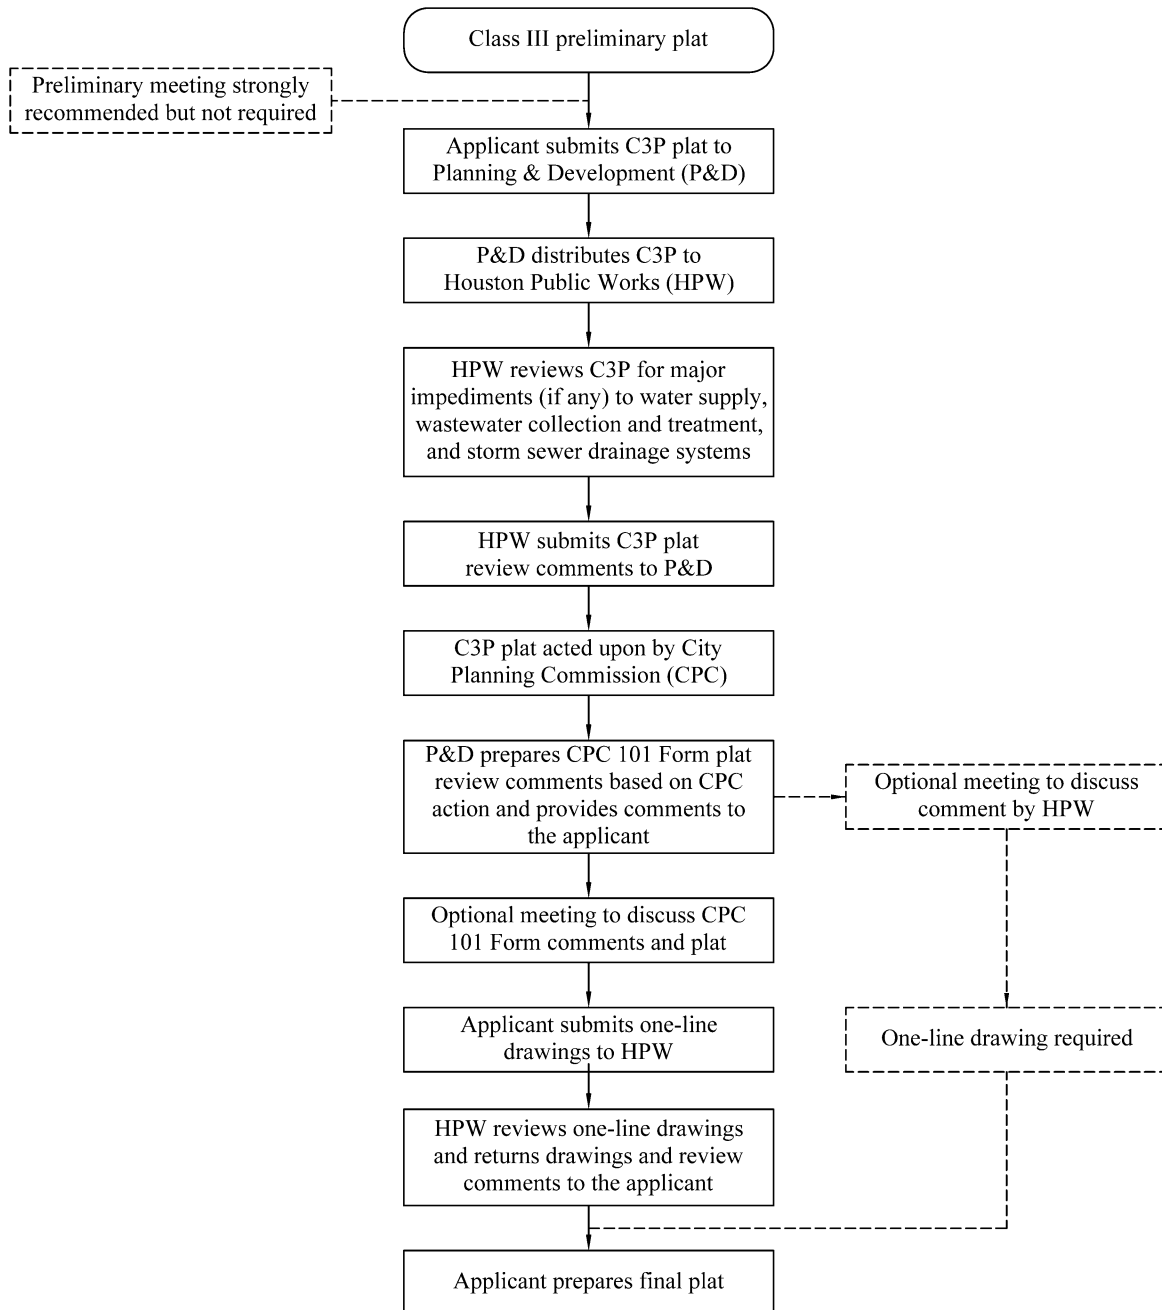 Class III preliminary plat
Preliminary meeting strongly
recommended but not required
Applicant submits C3P plat to
Planning & Development (P&D)
P&D distributes C3P to
Houston Public Works (HPW)
HPW reviews C3P for major
impediments (if any) to water supply,
wastewater collection and treatment,
and storm sewer drainage systems
HPW submits C3P plat
review comments to P&D
C3P plat acted upon by City
Planning Commission (CPC)
P&D prepares CPC 101 Form plat
review comments based on CPC
action and provides comments to
the applicant
Optional meeting to discuss
comment by HPW
Optional meeting to discuss CPC
101 Form comments and plat
Applicant submits one-line
drawings to HPW
One-line drawing required
HPW reviews one-line drawings
and returns drawings and review
comments to the applicant
Applicant prepares final plat